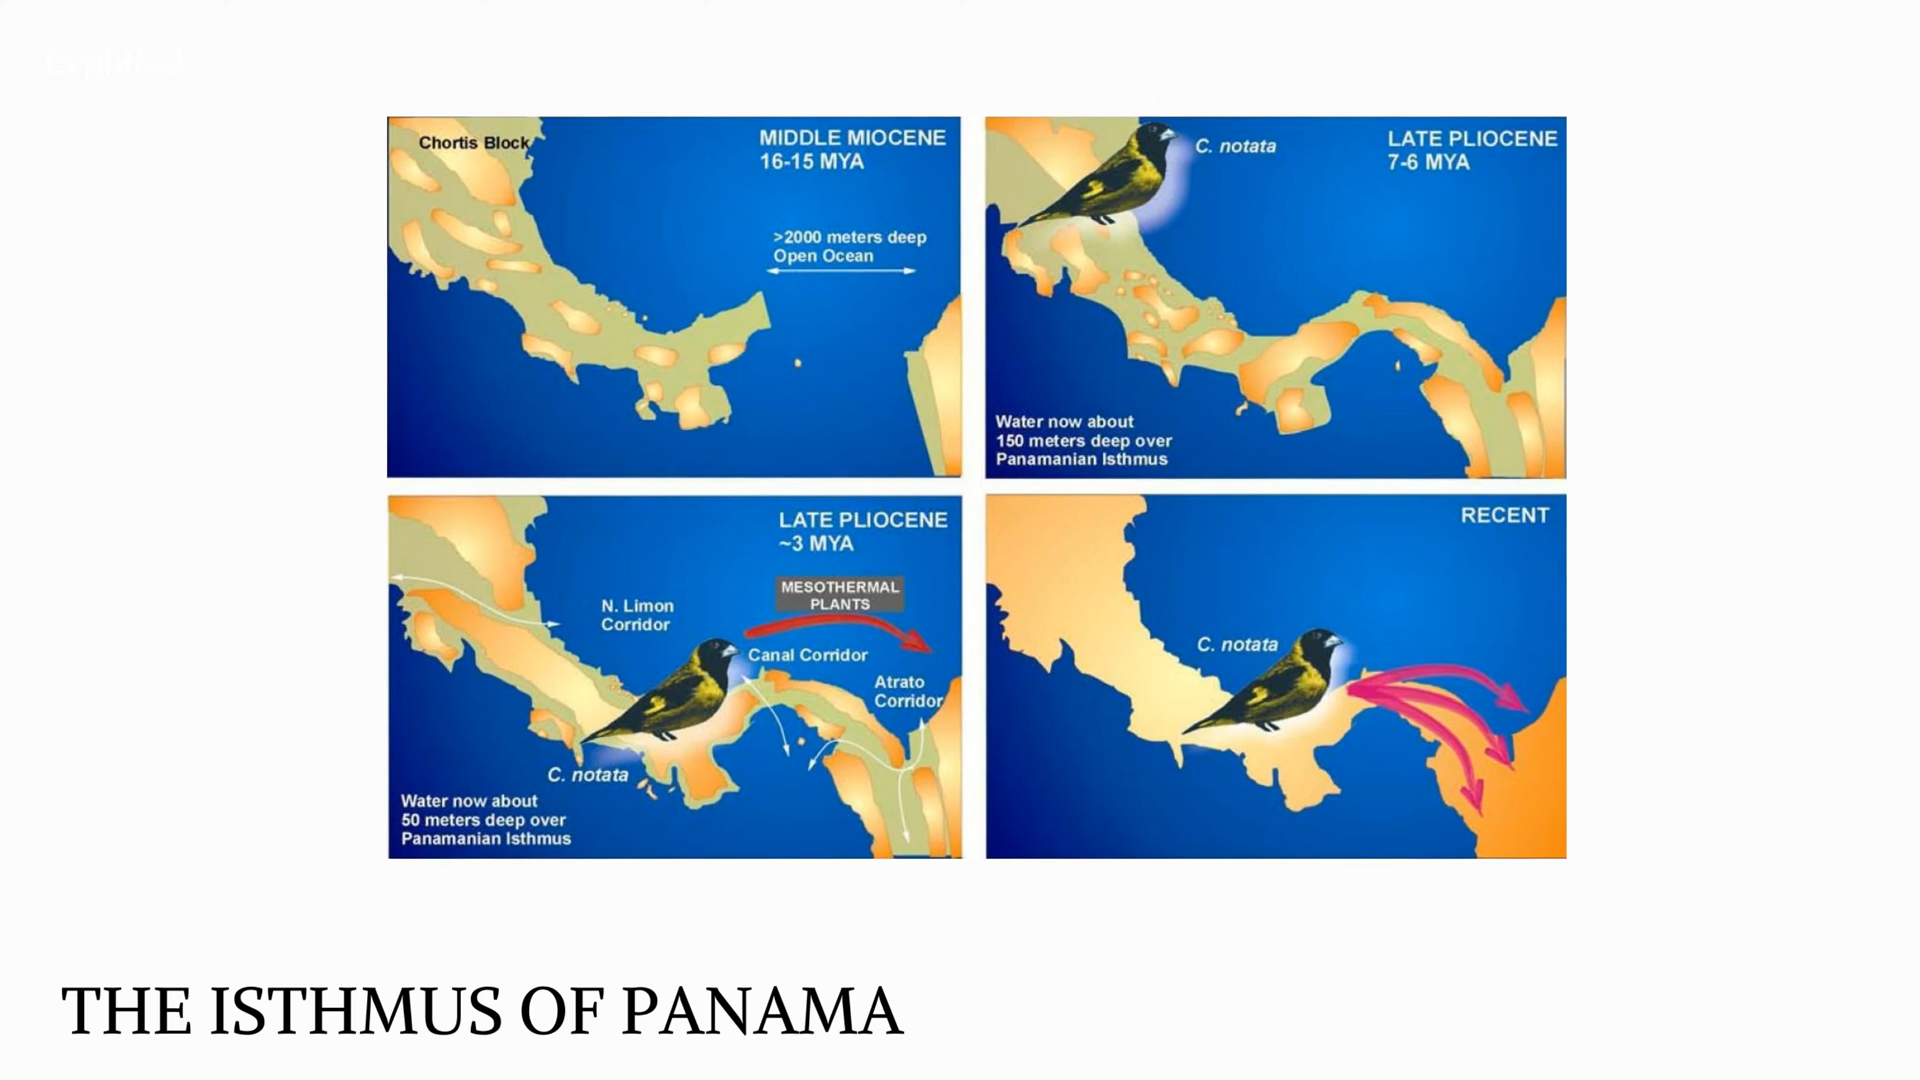 Chortis Block
MIDDLE MIOCENE
16-15 MYA
>2000 meters deep
Open Ocean
C. notata
LATE PLIOCENE
7-6 MYA
Water now about
150 meters deep over
Panamanian Isthmus
LATE PLIOCENE
~3 MYA
MESOTHERMAL
PLANTS
N. Limon
Corridor
Canal Corridor
Atrato
Corridor
C. notata
Water now about
50 meters deep over
Panamanian Isthmus
RECENT
C. notata
THE ISTHMUS OF PANAMA